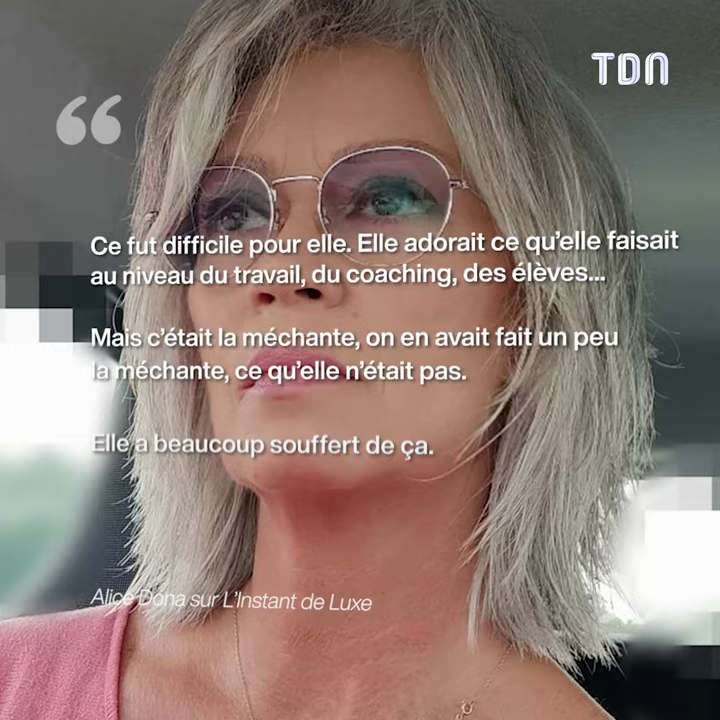 TDN
“
Ce fut difficile pour elle. Elle adorait ce qu’elle faisait
au niveau du travail, du coaching, des élèves...
Mais c’était la méchante, on en avait fait un peu
la méchante, ce qu’elle n’était pas.
Elle a beaucoup souffert de ça.
Alice Dona sur L’Instant de Luxe